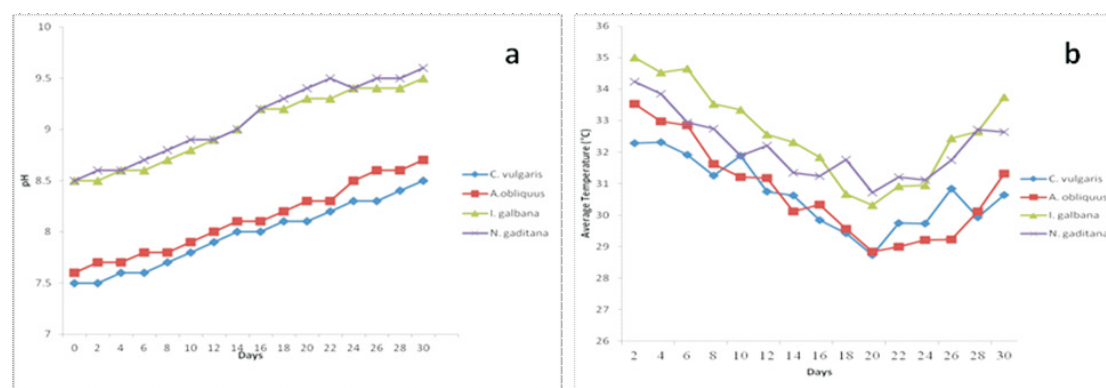 a
10
9.5
9
8.5
8
7.5
7
pH
0 2 4 6 8 10 12 14 16 18 20 22 24 26 28 30
Days
C. vulgaris
A.obliquus
I. galbana
N. gaditana
b
36
35
34
33
32
31
30
29
28
27
26
Average Temperature (°C)
2 4 6 8 10 12 14 16 18 20 22 24 26 28 30
Days
C. vulgaris
A. obliquus
I. galbana
N. gaditana